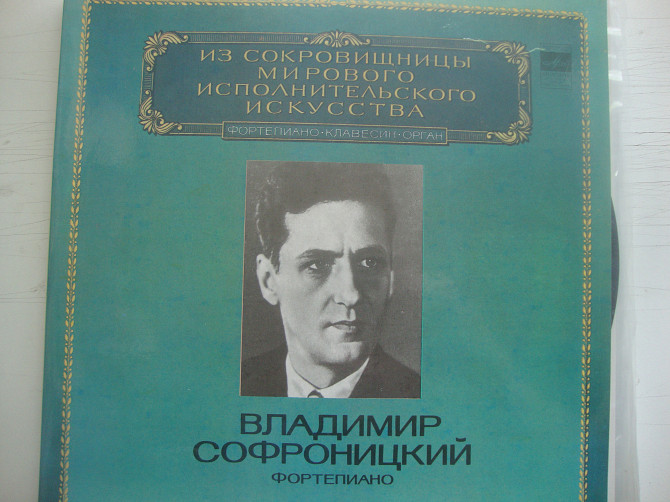 ИЗ СОКРОВИЩНИЦЫ
МИРОВОГО
ИСПОЛНИТЕЛЬСКОГО
ИСКУССТВА
ФОРТЕПИАНО•КЛАВЕСИН•ОРГАН
ВЛАДИМИР
СОФРОНИЦКИЙ
ФОРТЕПИАНО